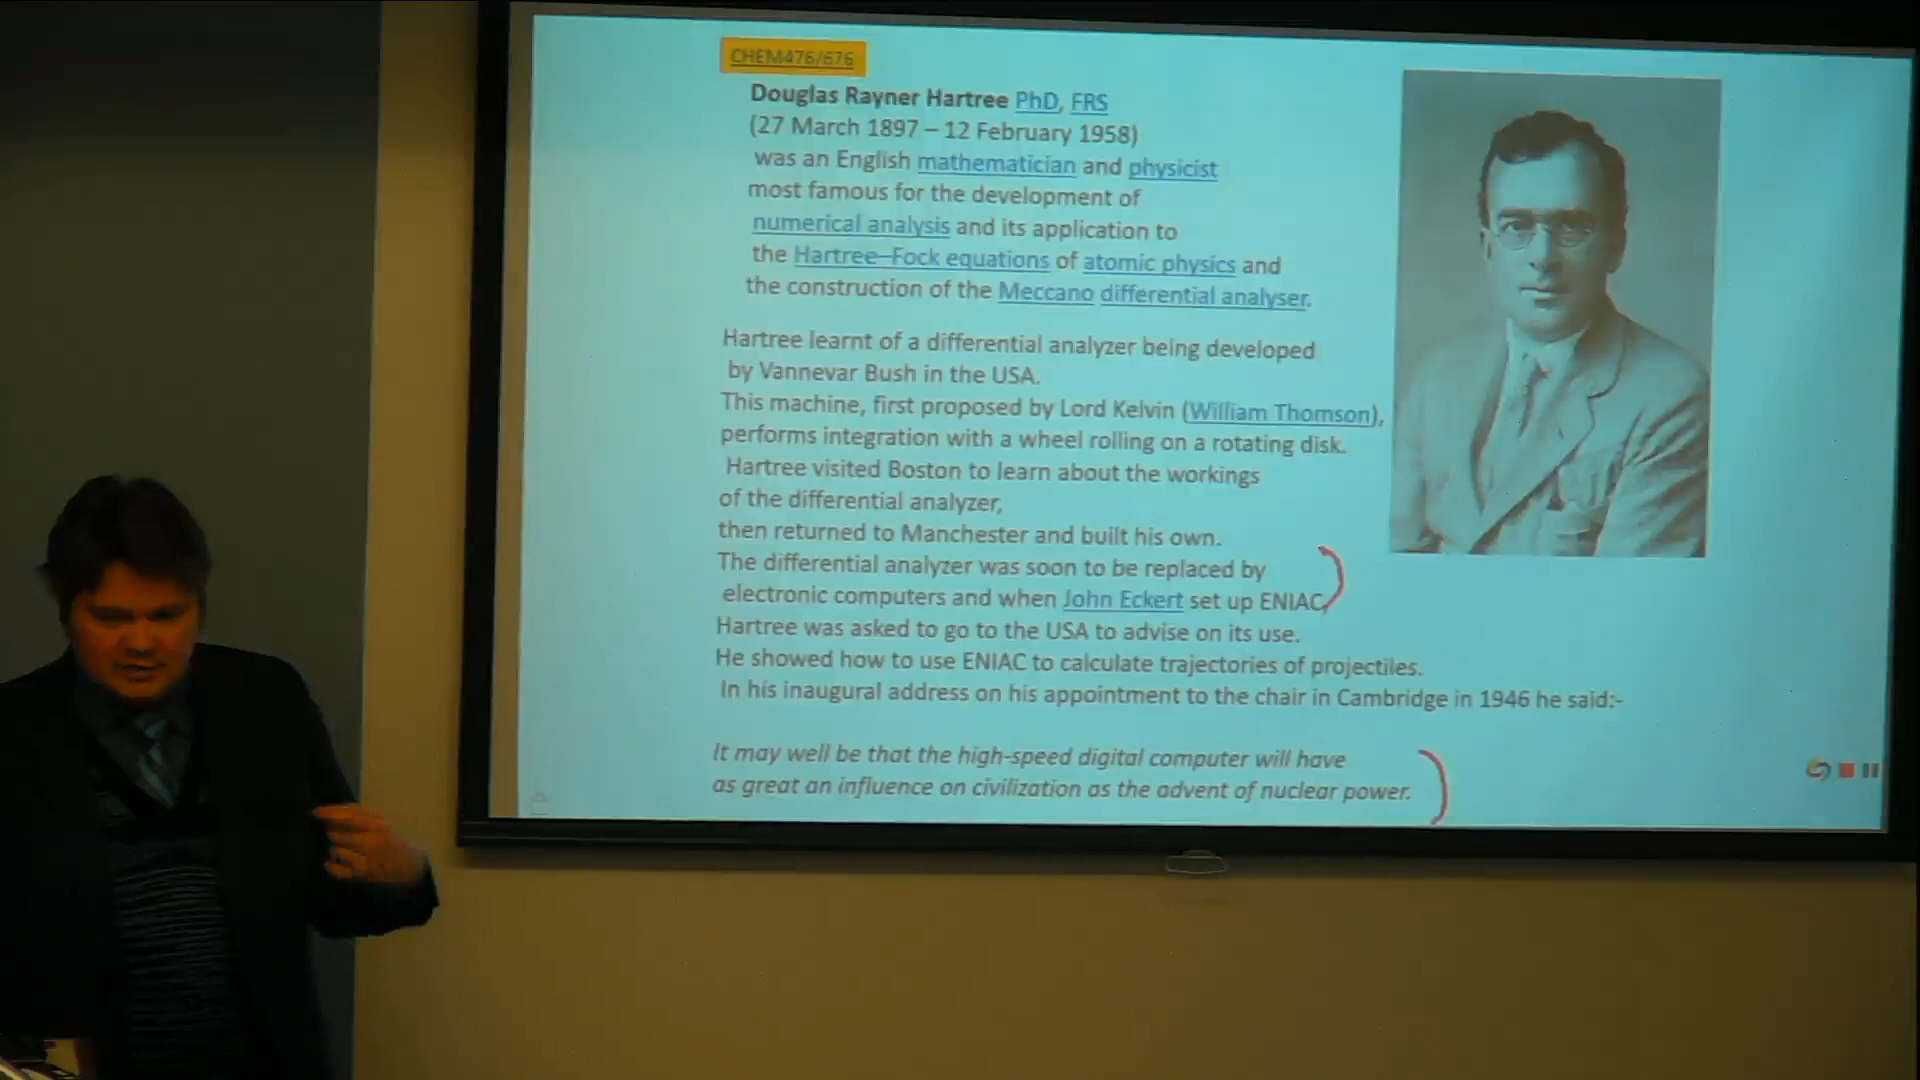 CHEM476/676
Douglas Rayner Hartree PhD, FRS
(27 March 1897 – 12 February 1958)
was an English mathematician and physicist
most famous for the development of
numerical analysis and its application to
the Hartree–Fock equations of atomic physics and
the construction of the Meccano differential analyser.
Hartree learnt of a differential analyzer being developed
by Vannevar Bush in the USA.
This machine, first proposed by Lord Kelvin (William Thomson),
performs integration with a wheel rolling on a rotating disk.
Hartree visited Boston to learn about the workings
of the differential analyzer,
then returned to Manchester and built his own.
The differential analyzer was soon to be replaced by
electronic computers and when John Eckert set up ENIAC,
Hartree was asked to go to the USA to advise on its use.
He showed how to use ENIAC to calculate trajectories of projectiles.
In his inaugural address on his appointment to the chair in Cambridge in 1946 he said:-
It may well be that the high-speed digital computer will have
as great an influence on civilization as the advent of nuclear power.